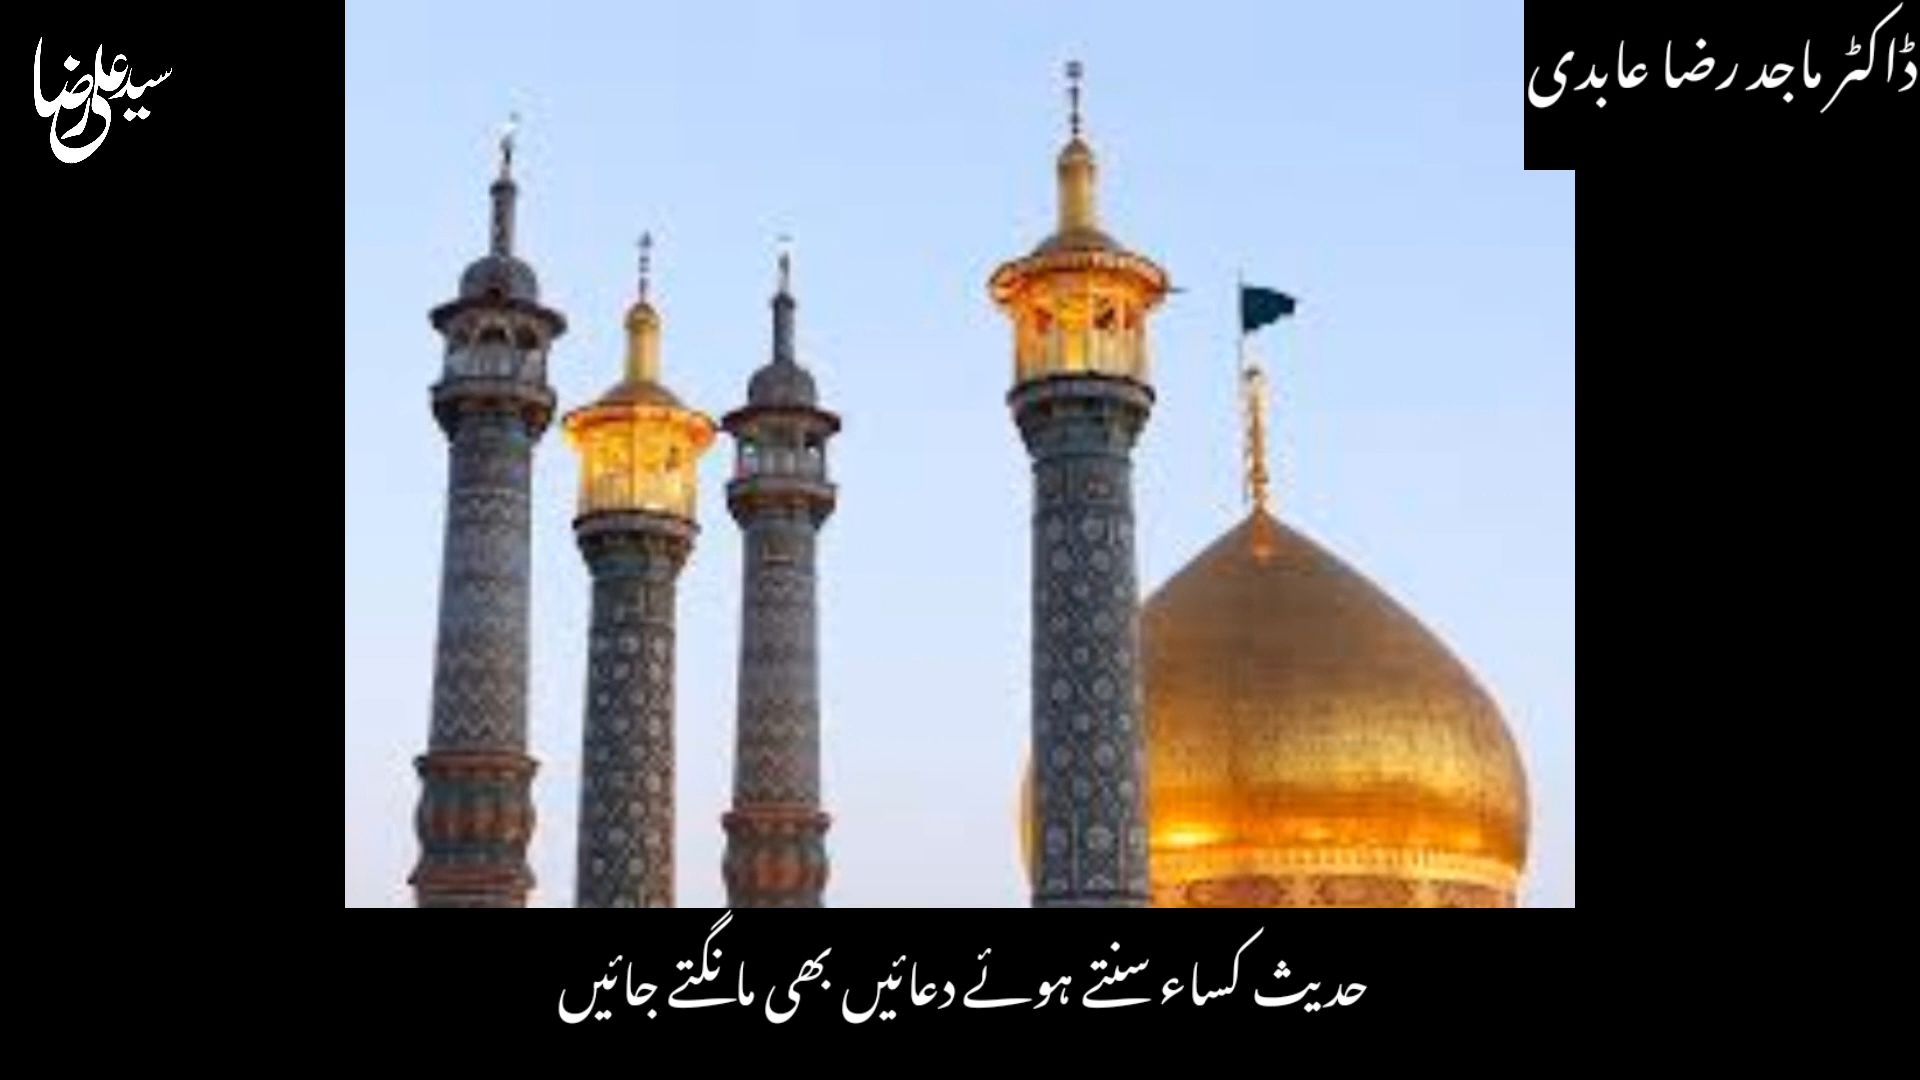 ڈاکٹر ماجد رضا عابدی
سید علی رضا
حدیث کساء سنتے ہوئے دعائیں بھی مانگتے جائیں